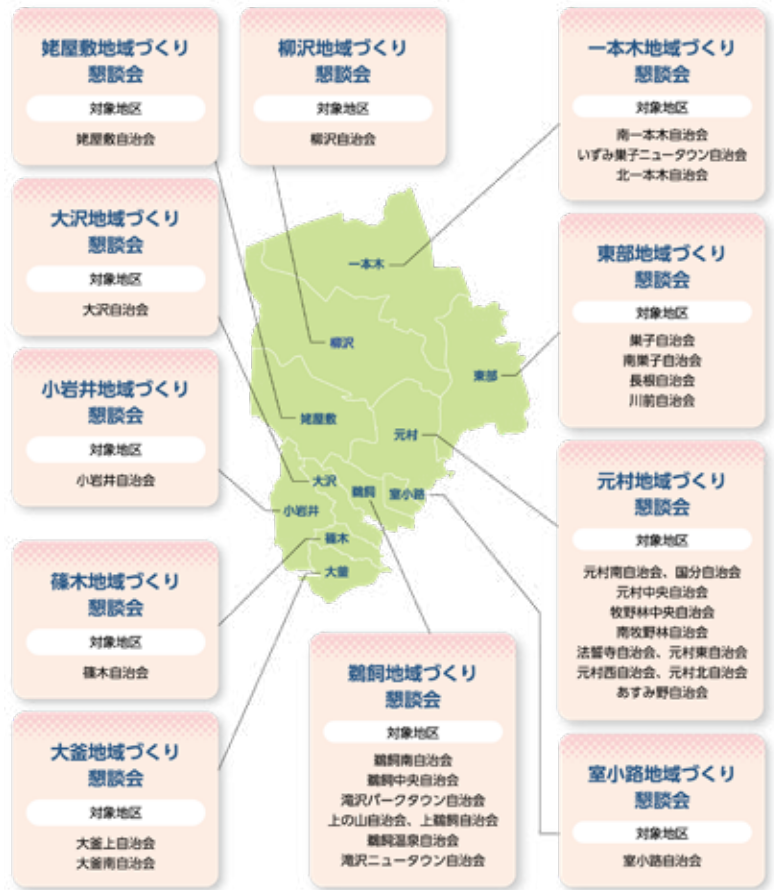 姥屋敷地域づくり
懇談会
対象地区
姥屋敷自治会
柳沢地域づくり
懇談会
対象地区
柳沢自治会
一本木地域づくり
懇談会
対象地区
南一本木自治会
いずみ巣子ニュータウン自治会
北一本木自治会
大沢地域づくり
懇談会
対象地区
大沢自治会
東部地域づくり
懇談会
対象地区
巣子自治会
南巣子自治会
長根自治会
川前自治会
小岩井地域づくり
懇談会
対象地区
小岩井自治会
元村地域づくり
懇談会
対象地区
元村南自治会、国分自治会
元村中央自治会
牧野林中央自治会
南牧野林自治会
法誓寺自治会、元村東自治会
元村西自治会、元村北自治会
あすみ野自治会
篠木地域づくり
懇談会
対象地区
篠木自治会
大釜地域づくり
懇談会
対象地区
大釜上自治会
大釜南自治会
鵜飼地域づくり
懇談会
対象地区
鵜飼南自治会
鵜飼中央自治会
滝沢パークタウン自治会
上の山自治会、上鵜飼自治会
鵜飼温泉自治会
滝沢ニュータウン自治会
室小路地域づくり
懇談会
対象地区
室小路自治会
一本木
柳沢
東部
姥屋敷
元村
大沢
鵜飼
室小路
小岩井
篠木
大釜